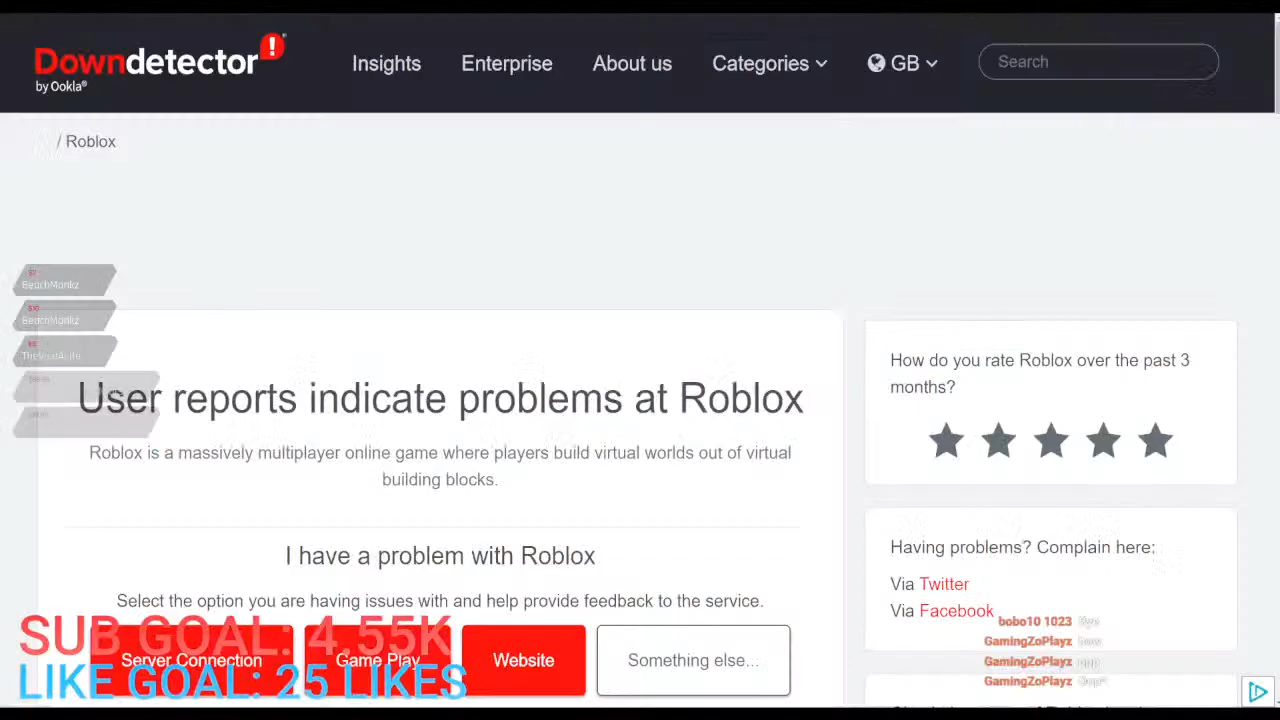 Downdetector
by Ookla®
Insights
Enterprise
About us
Categories
GB
Search
/ Roblox
BeachMonkz
$10
BeachMonkz
User reports indicate problems at Roblox
Roblox is a massively multiplayer online game where players build virtual worlds out of virtual
building blocks.
I have a problem with Roblox
Select the option you are having issues with and help provide feedback to the service.
Server Connection
Game Play
Website
Something else...
SUB GOAL: 4.55K
LIKE GOAL: 25 LIKES
How do you rate Roblox over the past 3
months?
Having problems? Complain here:
Via Twitter
Via Facebook
bobo10 1023
GamingZoPlayz
GamingZoPlayz
GamingZoPlayz